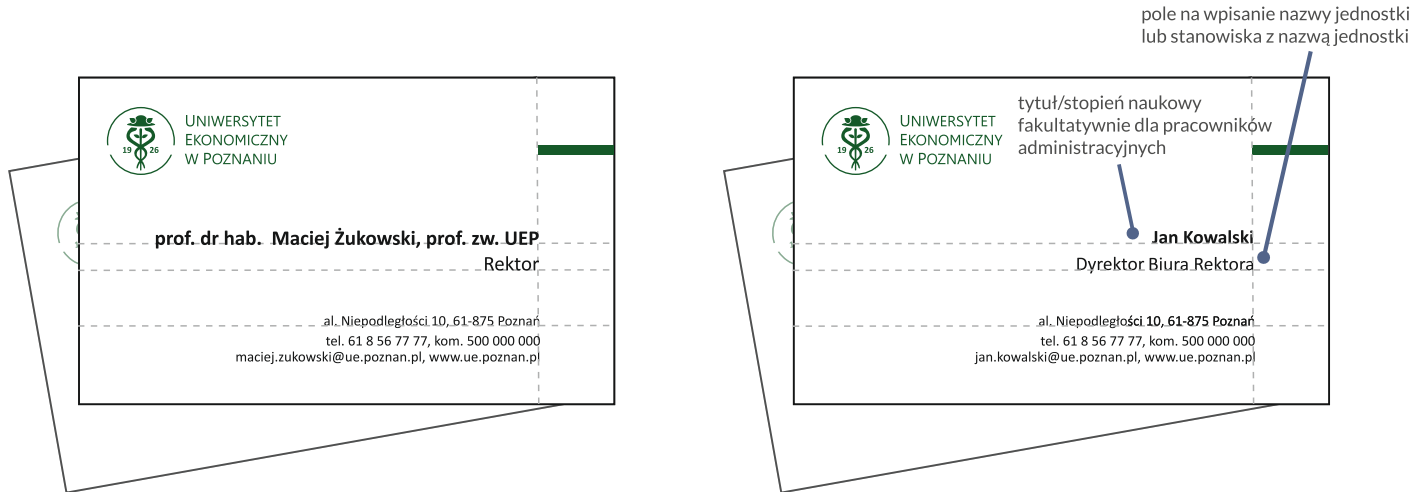 pole na wpisanie nazwy jednostki
lub stanowiska z nazwą jednostki
UNIWERSYTET
EKONOMICZNY
W POZNANIU
19 26
prof. dr hab.  Maciej Żukowski, prof. zw. UEP
Rektor
al. Niepodległości 10, 61-875 Poznań
tel. 61 8 56 77 77, kom. 500 000 000
maciej.zukowski@ue.poznan.pl, www.ue.poznan.pl
UNIWERSYTET
EKONOMICZNY
W POZNANIU
19 26
tytuł/stopień naukowy
fakultatywnie dla pracowników
administracyjnych
Jan Kowalski
Dyrektor Biura Rektora
al. Niepodległości 10, 61-875 Poznań
tel. 61 8 56 77 77, kom. 500 000 000
jan.kowalski@ue.poznan.pl, www.ue.poznan.pl